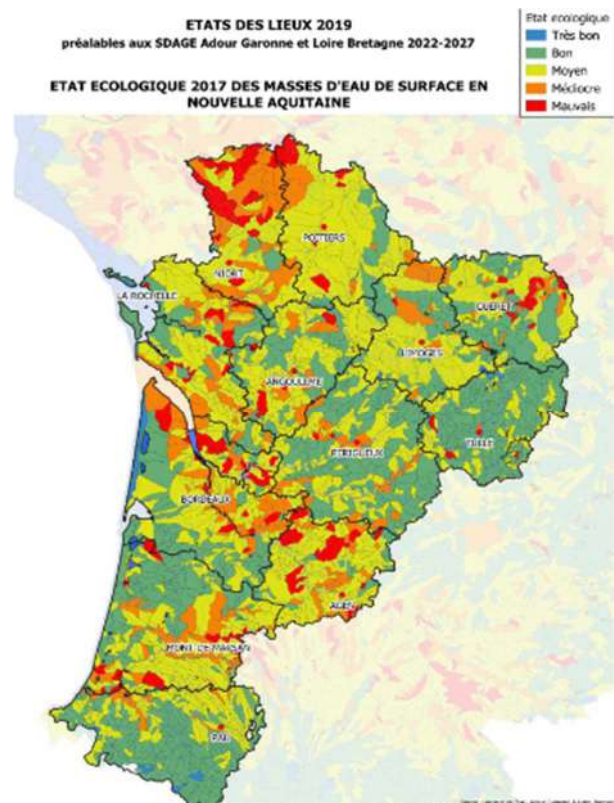 ETATS DES LIEUX 2019
préalables aux SDAGE Adour Garonne et Loire Bretagne 2022-2027
ETAT ECOLOGIQUE 2017 DES MASSES D'EAU DE SURFACE EN
NOUVELLE AQUITAINE
Etat ecologique
Très bon
Bon
Moyen
Médiocre
Mauvais
POITIERS
NIORT
LA ROCHELLE
GUERET
LIMOGES
ANGOULEME
TULLE
PERIGUEUX
BORDEAUX
AGEN
MONT DE MARSAN
PAU